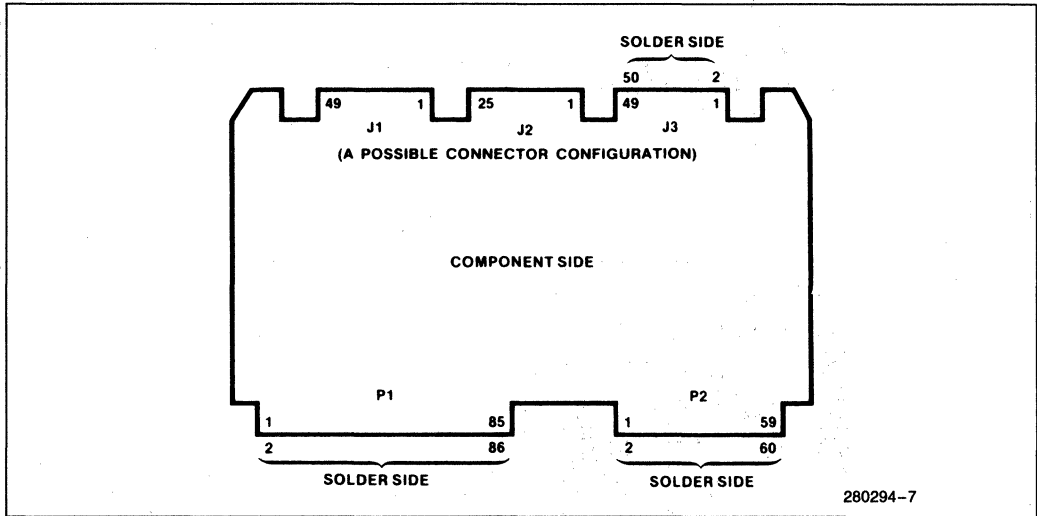 SOLDER SIDE
50 2
49 1 25 1 49 1
J1 J2 J3
(A POSSIBLE CONNECTOR CONFIGURATION)
COMPONENT SIDE
P1 P2
1 85 1 59
2 86 2 60
SOLDER SIDE SOLDER SIDE
280294-7